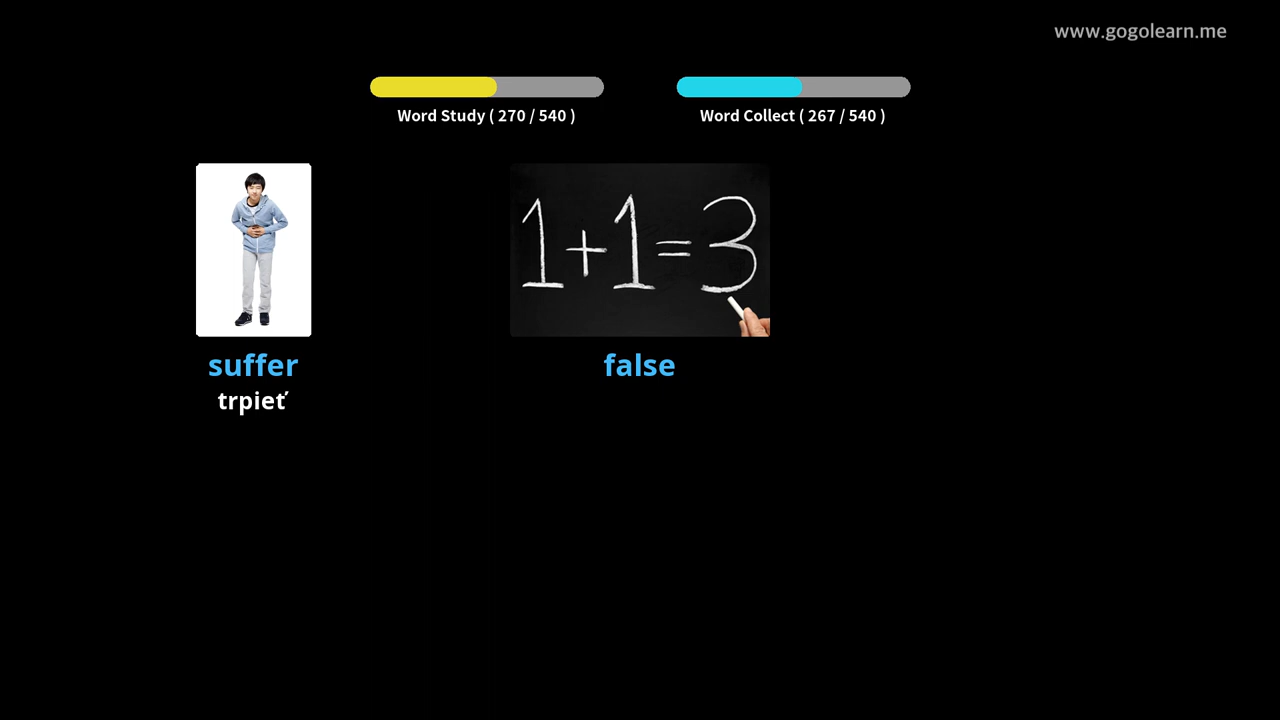 www.gogolearn.me
Word Study ( 270 / 540 )
Word Collect ( 267 / 540 )
1+1=3
suffer
false
trpieť